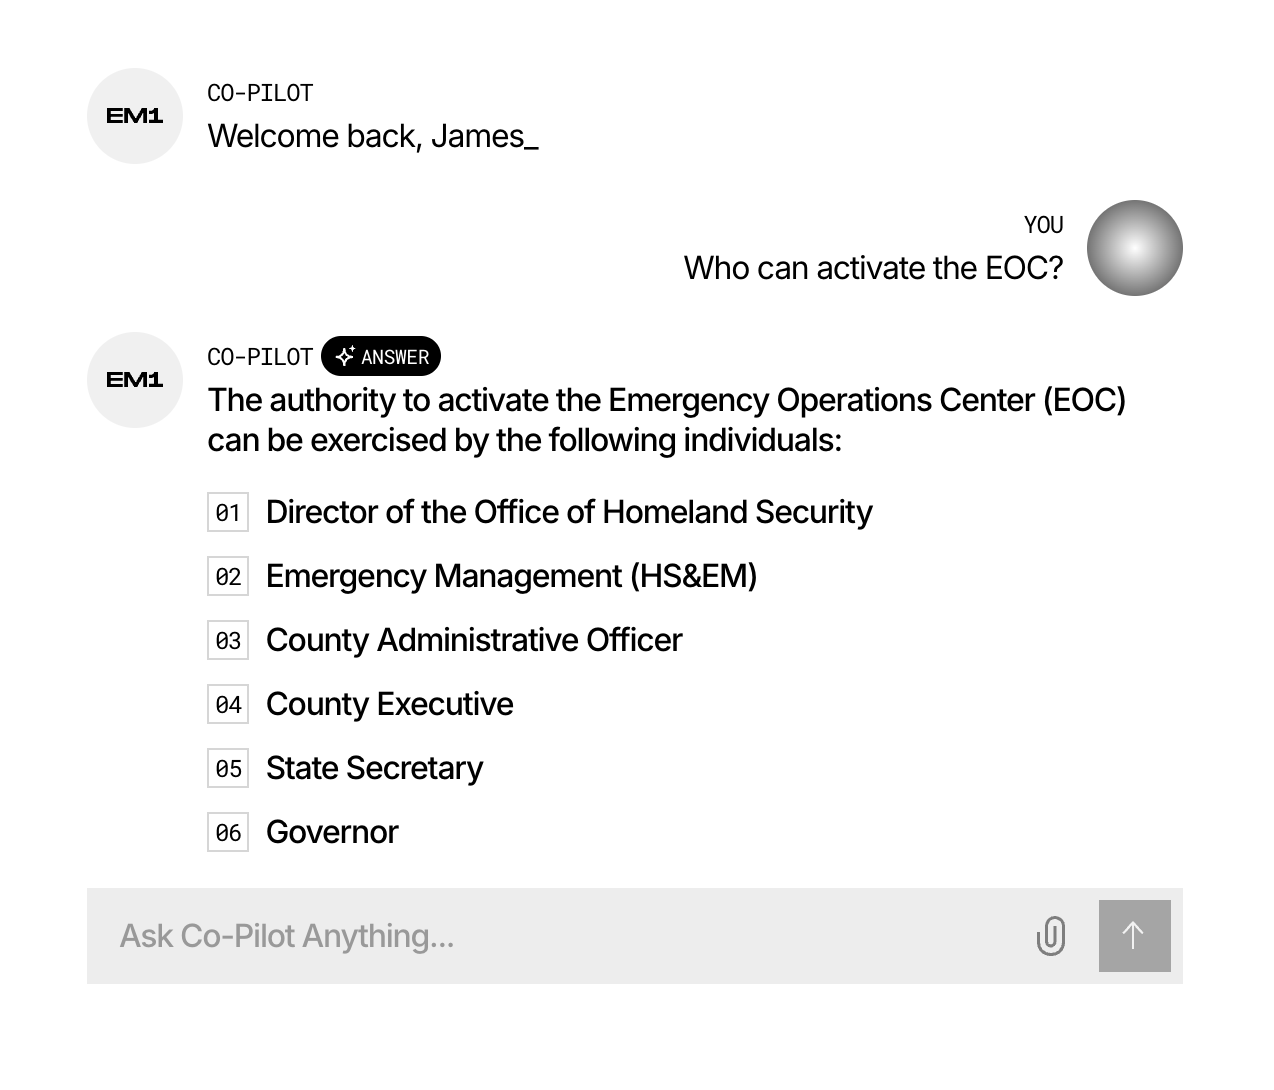 EM1
CO-PILOT
Welcome back, James_
YOU
Who can activate the EOC?
EM1
CO-PILOT ANSWER
The authority to activate the Emergency Operations Center (EOC)
can be exercised by the following individuals:
01 Director of the Office of Homeland Security
02 Emergency Management (HS&EM)
03 County Administrative Officer
04 County Executive
05 State Secretary
06 Governor
Ask Co-Pilot Anything...